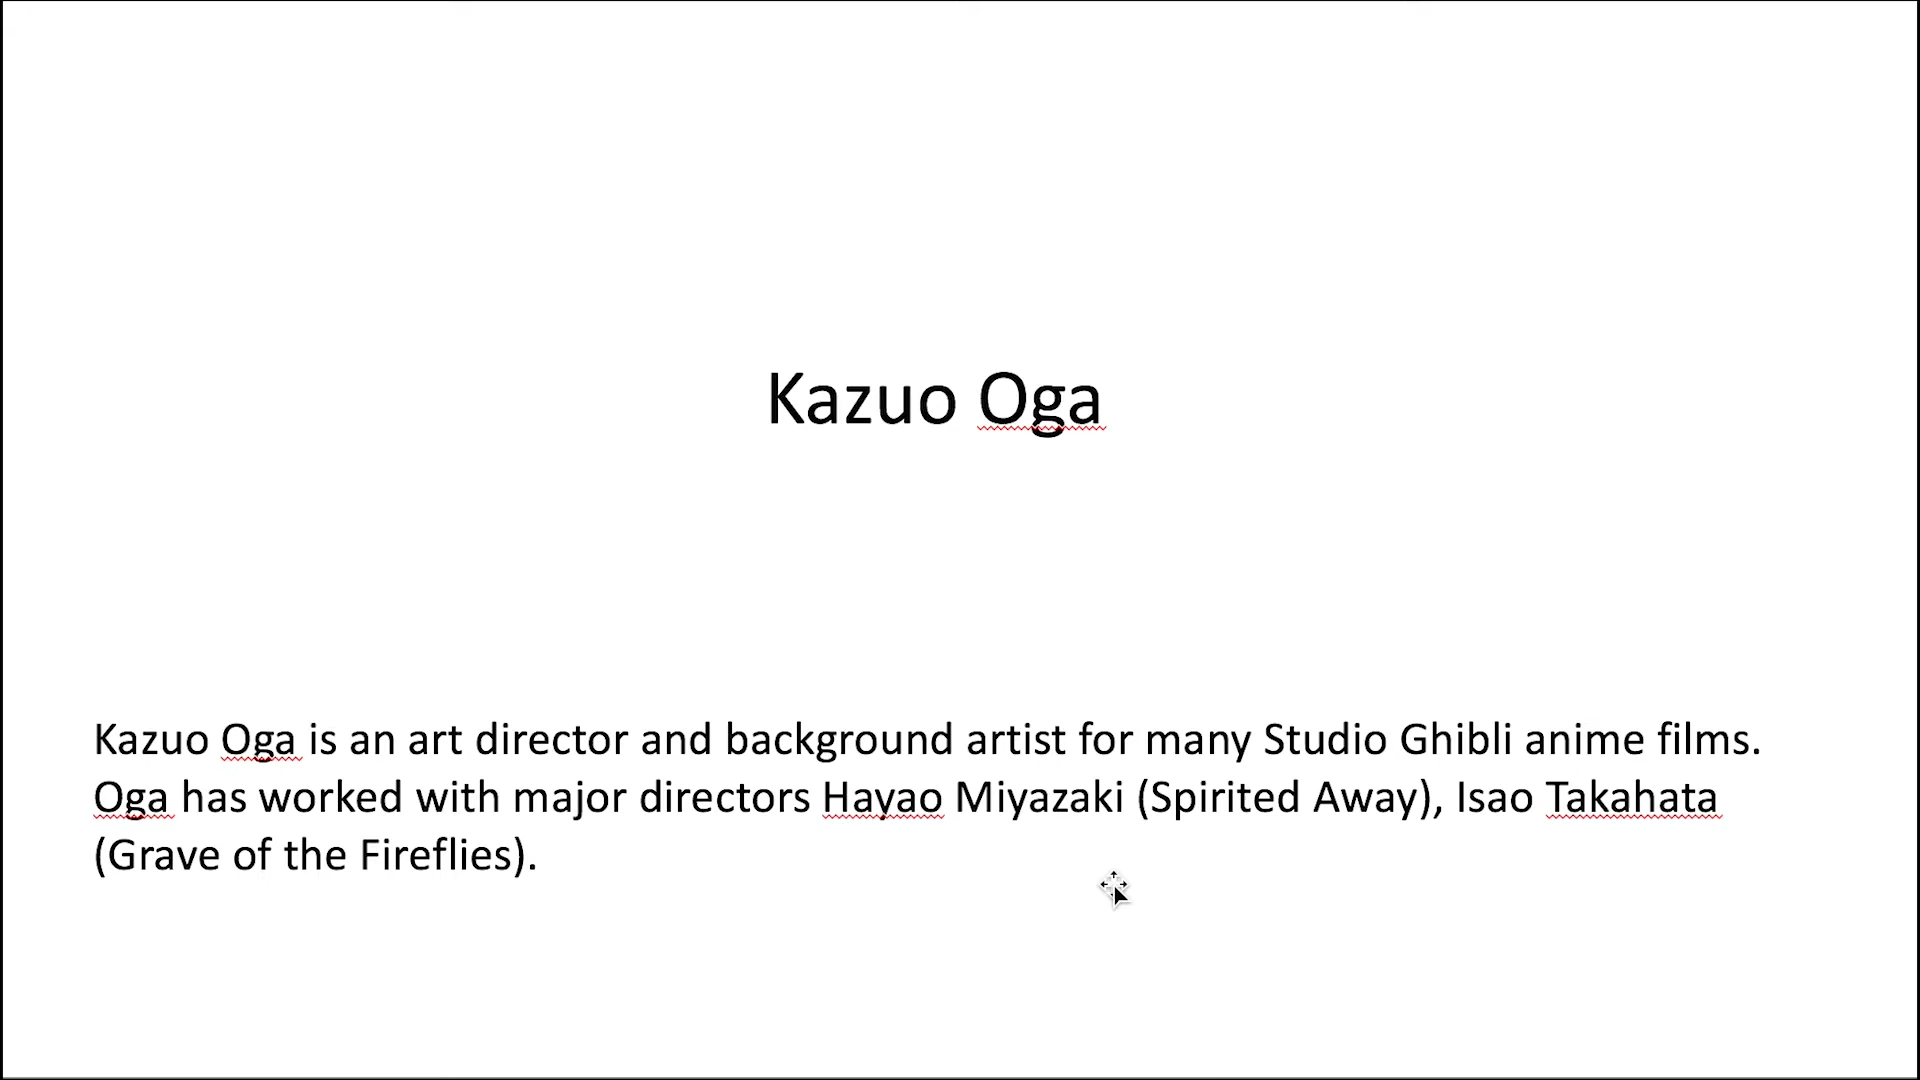 Kazuo Oga
Kazuo Oga is an art director and background artist for many Studio Ghibli anime films.
Oga has worked with major directors Hayao Miyazaki (Spirited Away), Isao Takahata
(Grave of the Fireflies).